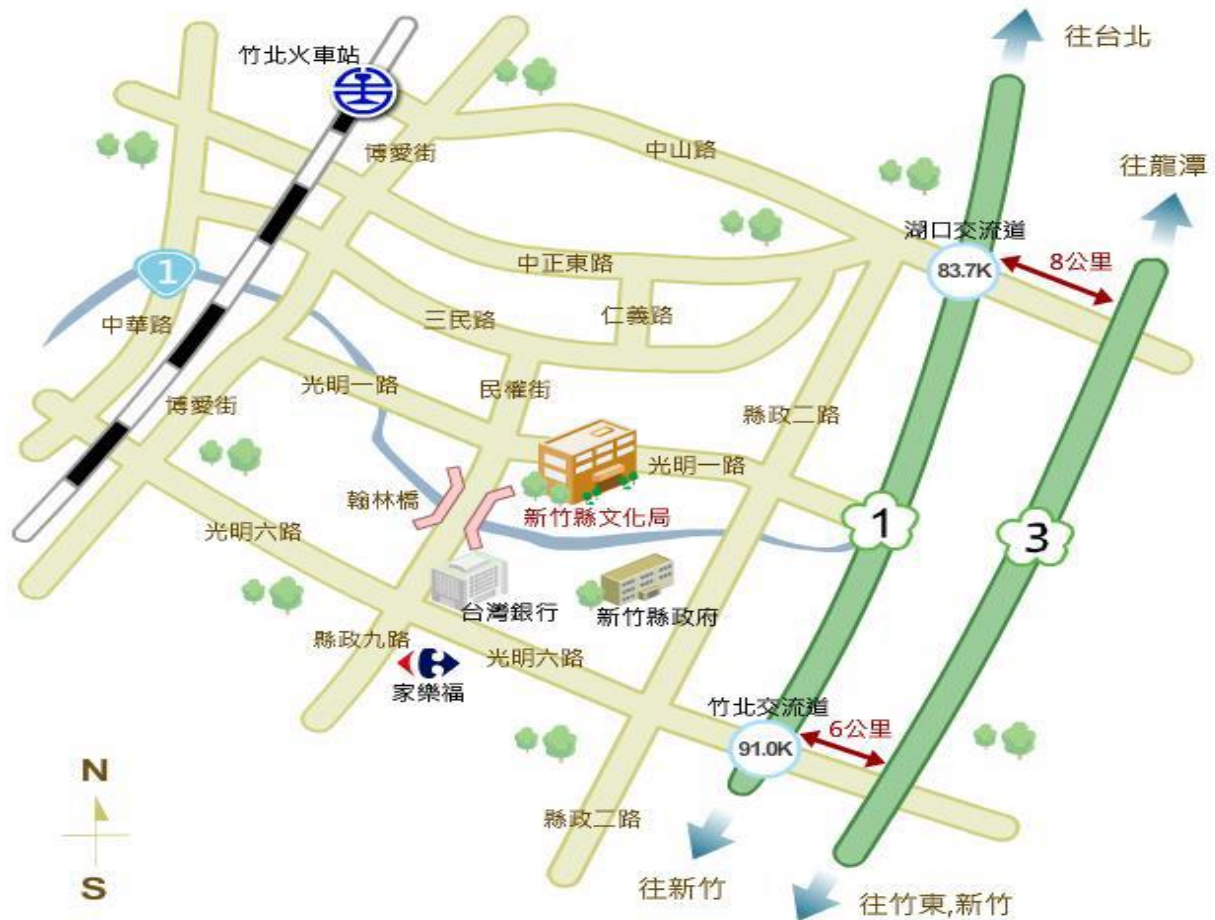 往台北
竹北火車站
博愛街
中山路
往龍潭
湖口交流道
83.7K
8公里
中正東路
1
中華路
三民路
仁義路
光明一路
民權街
博愛街
縣政二路
光明一路
翰林橋
新竹縣文化局
1
3
光明六路
台灣銀行
新竹縣政府
縣政九路
光明六路
家樂福
竹北交流道
91.0K
6公里
N
S
縣政二路
往新竹
往竹東,新竹